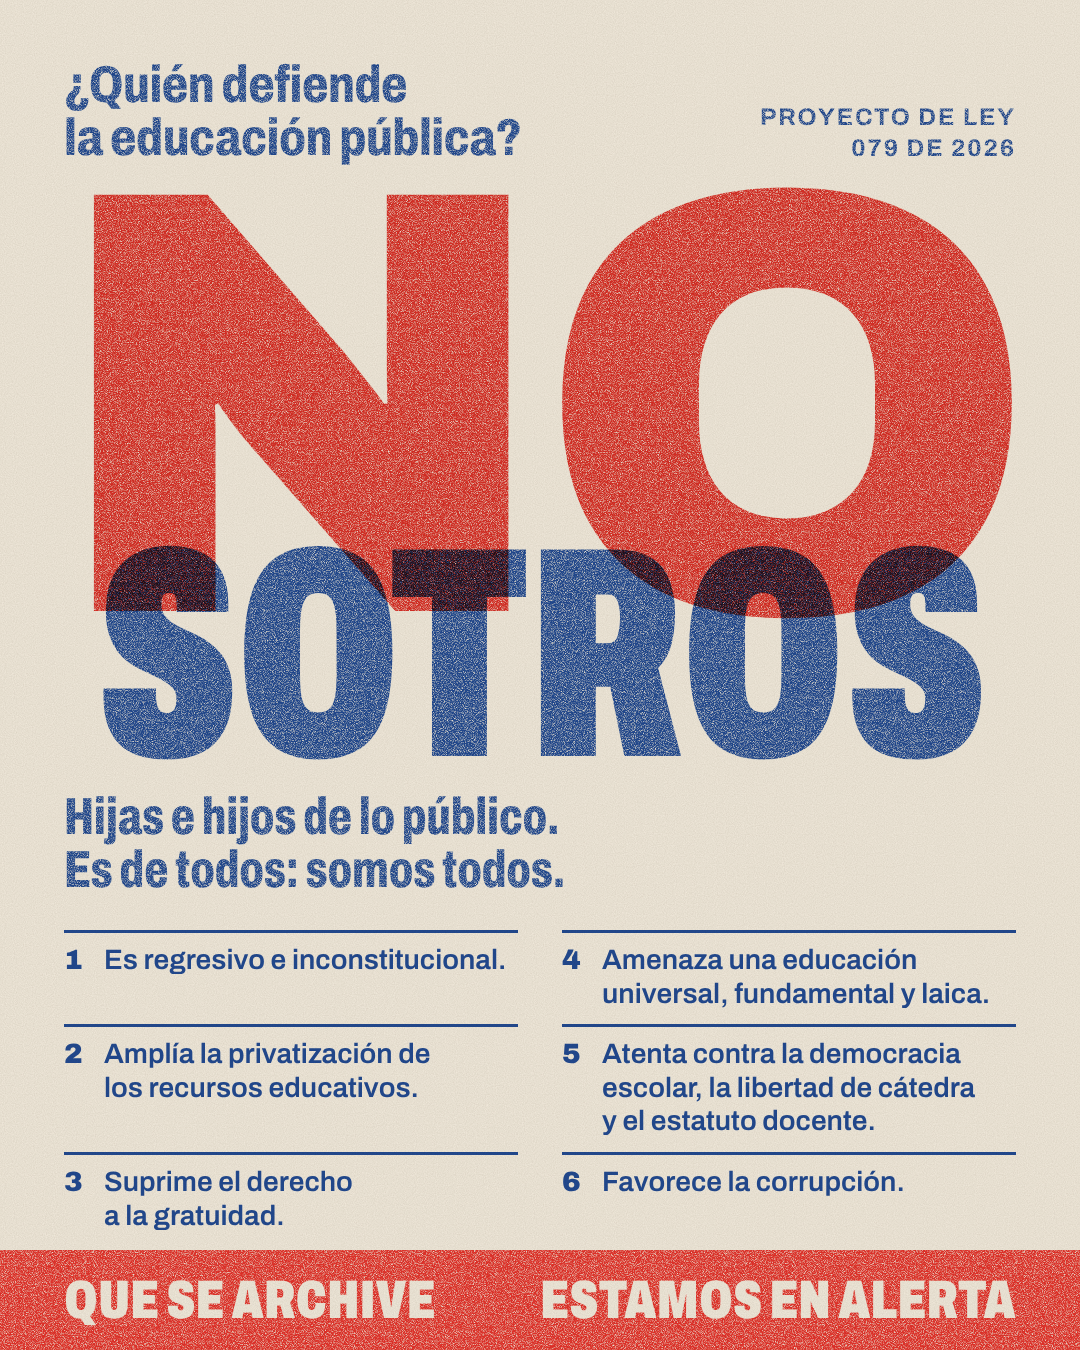 ¿Quién defiende
la educación pública?
PROYECTO DE LEY
079 DE 2026
NO
SOTROS
Hijas e hijos de lo público.
Es de todos: somos todos.
1 Es regresivo e inconstitucional.
2 Amplía la privatización de
los recursos educativos.
3 Suprime el derecho
a la gratuidad.
4 Amenaza una educación
universal, fundamental y laica.
5 Atenta contra la democracia
escolar, la libertad de cátedra
y el estatuto docente.
6 Favorece la corrupción.
QUE SE ARCHIVE
ESTAMOS EN ALERTA